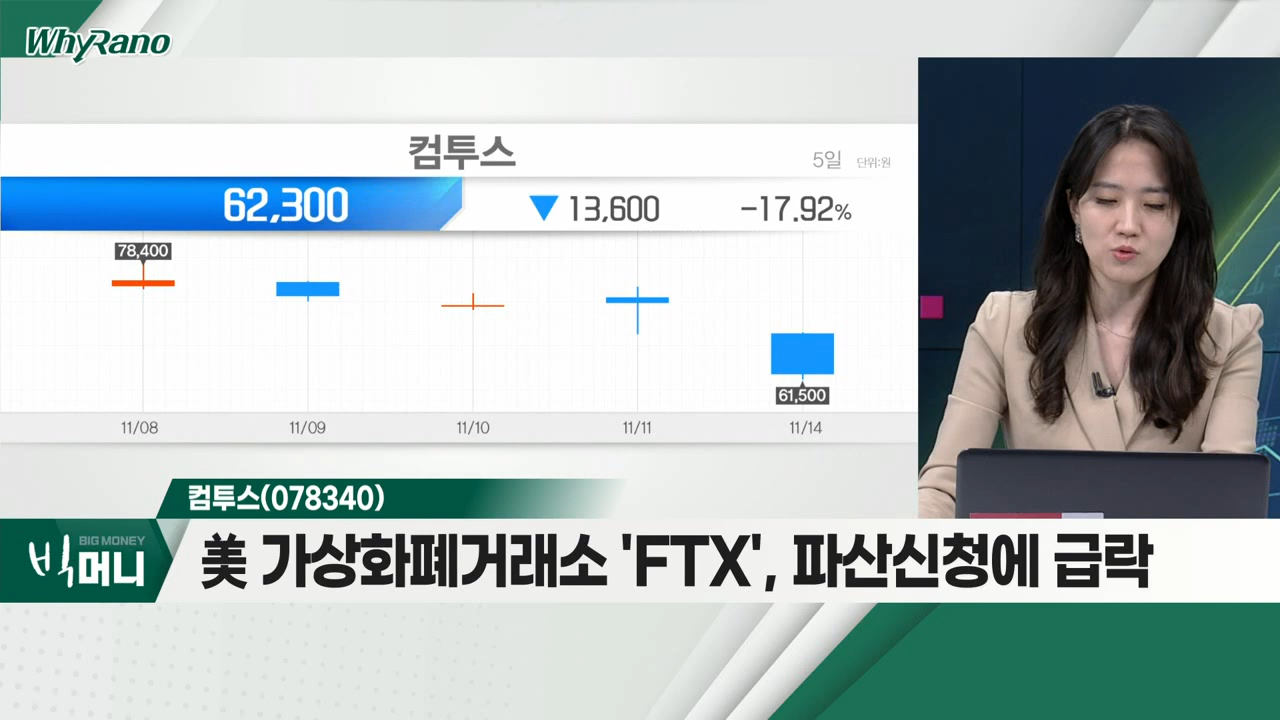 WhyRano
컴투스
5일 단위:원
62,300 ▼ 13,600 -17.92%
78,400
61,500
11/08 11/09 11/10 11/11 11/14
컴투스(078340)
BIG MONEY
빅머니
美 가상화폐거래소 'FTX', 파산신청에 급락